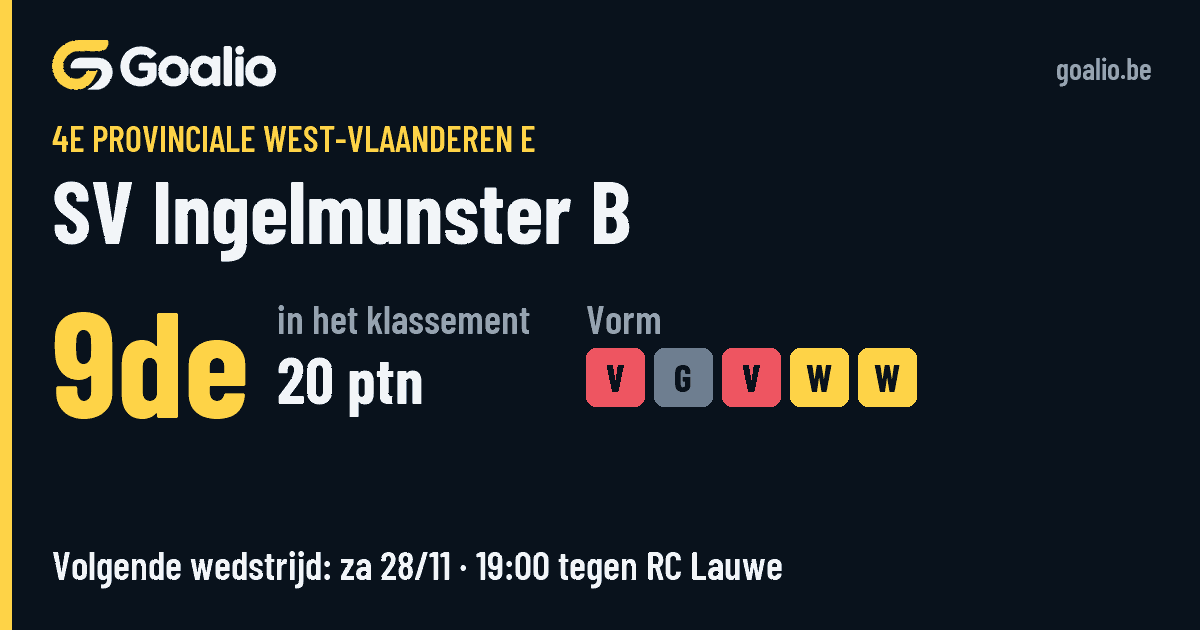 Goalio
goalio.be
4E PROVINCIALE WEST-VLAANDEREN E
SV Ingelmunster B
9de
in het klassement
20 ptn
Vorm
V G V W W
Volgende wedstrijd: za 28/11 · 19:00 tegen RC Lauwe